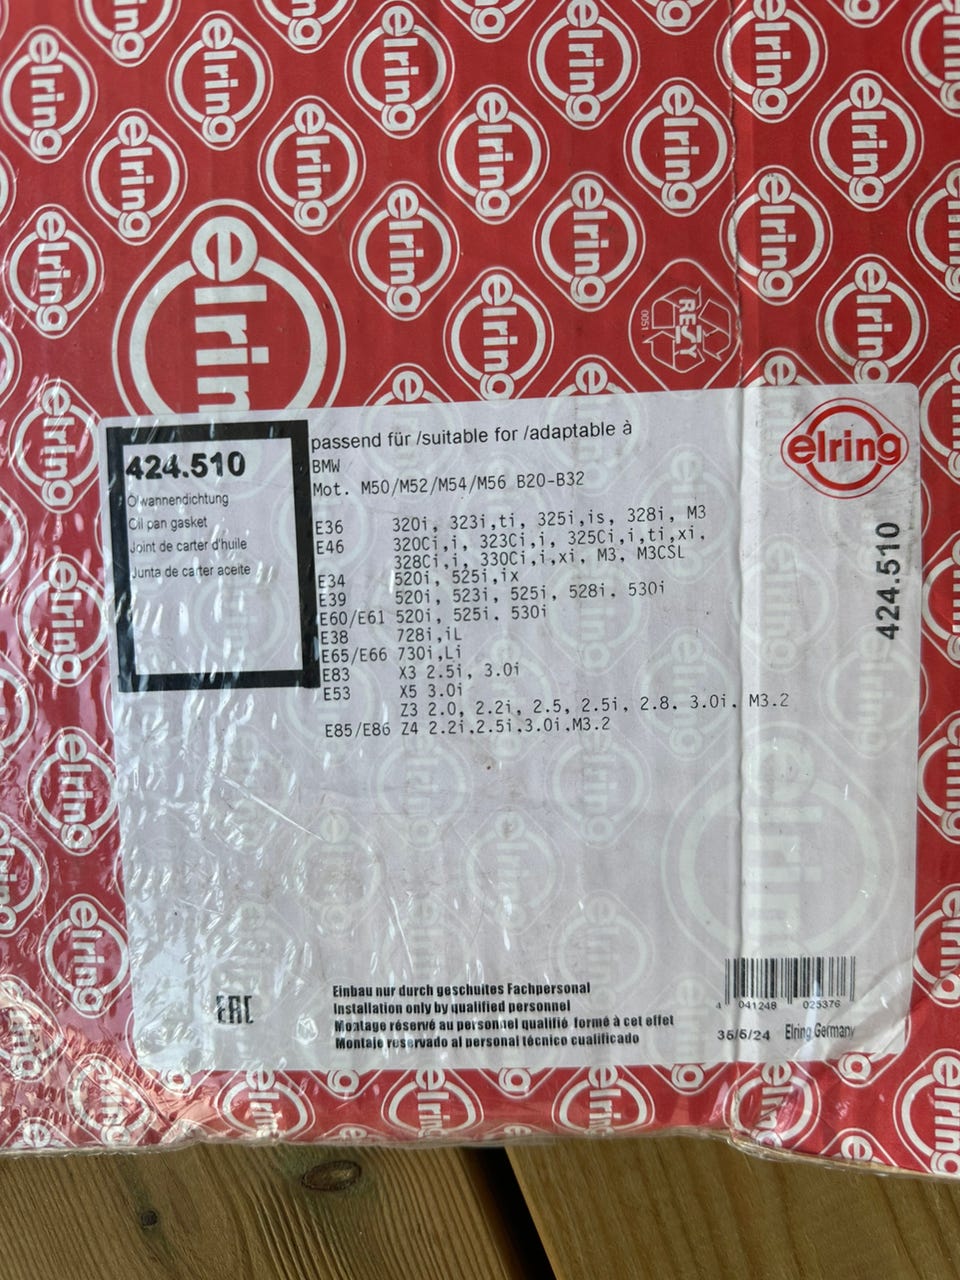 elring
RESY
0051
424.510
Ölwannendichtung
Oil pan gasket
Joint de carter d'huile
Junta de carter aceite
passend für /suitable for /adaptable à
BMW
Mot. M50/M52/M54/M56 B20-B32
E36 320i, 323i,ti, 325i,is, 328i, M3
E46 320Ci,i, 323Ci,i, 325Ci,i,ti,xi,
328Ci,i, 330Ci,i,xi, M3, M3CSL
E34 520i, 525i,ix
E39 520i, 523i, 525i, 528i, 530i
E60/E61 520i, 525i, 530i
E38 728i,iL
E65/E66 730i,Li
E83 X3 2.5i, 3.0i
E53 X5 3.0i
Z3 2.0, 2.2i, 2.5, 2.5i, 2.8, 3.0i, M3.2
E85/E86 Z4 2.2i,2.5i,3.0i,M3.2
elring
424.510
EAC
Einbau nur durch geschultes Fachpersonal
Installation only by qualified personnel
Montage réservé au personnel qualifié, formé à cet effet
Montaje reservado al personal técnico cualificado
4 041248 025376
35/5/24 Elring Germany